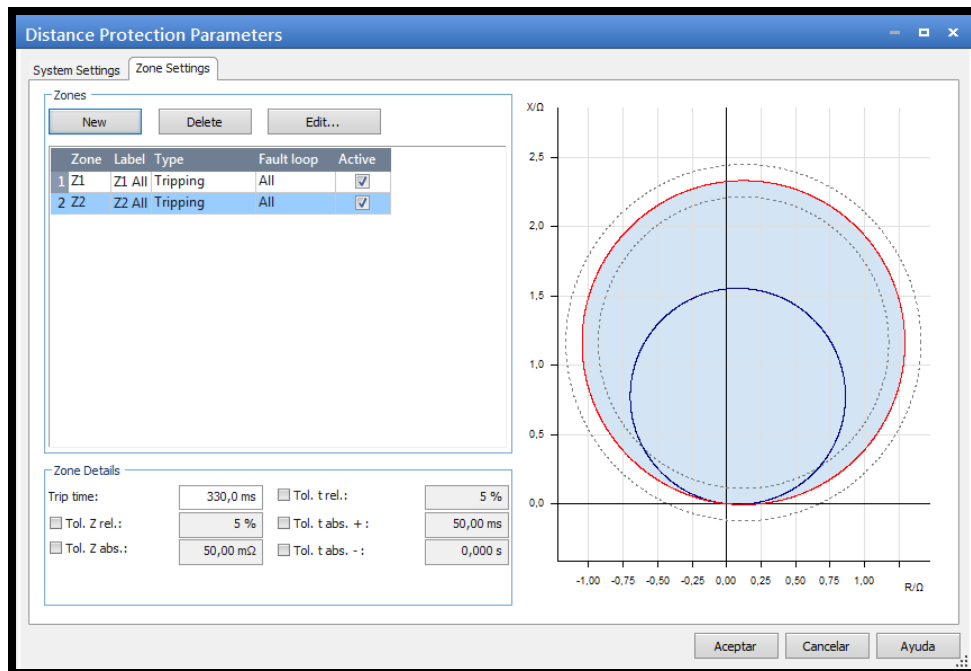 Distance Protection Parameters
System Settings Zone Settings
Zones
New Delete Edit...
Zone Label Type Fault loop Active
1 Z1 Z1 All Tripping All
2 Z2 Z2 All Tripping All
Zone Details
Trip time: 330,0 ms Tol. t rel.: 5 %
Tol. Z rel.: 5 % Tol. t abs. + : 50,00 ms
Tol. Z abs.: 50,00 mΩ Tol. t abs. - : 0,000 s
X/Ω
2,5
2,0
1,5
1,0
0,5
0,0
-1,00 -0,75 -0,50 -0,25 0,00 0,25 0,50 0,75 1,00
R/Ω
Aceptar Cancelar Ayuda